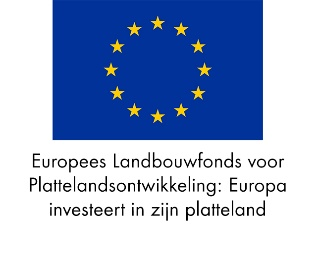 Europees Landbouwfonds voor
Plattelandsontwikkeling: Europa
investeert in zijn platteland